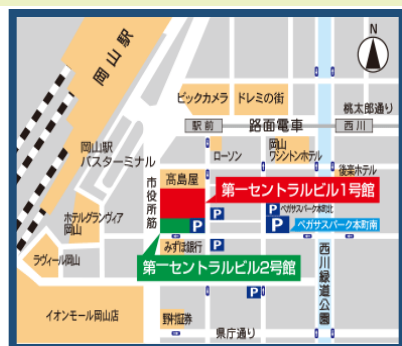 N
岡山駅
ビックカメラ
ドレミの街
桃太郎通り
駅前
路面電車
西川
岡山駅
バスターミナル
市役所筋
ローソン
岡山
ワシントンホテル
後楽ホテル
髙島屋
第一セントラルビル1号館
P
P
ペガサスパーク本町北
ホテルグランヴィア
岡山
P
P
ペガサスパーク本町南
みずほ銀行
P
ラヴィール岡山
第一セントラルビル2号館
西川緑道公園
P
イオンモール岡山店
野村証券
県庁通り